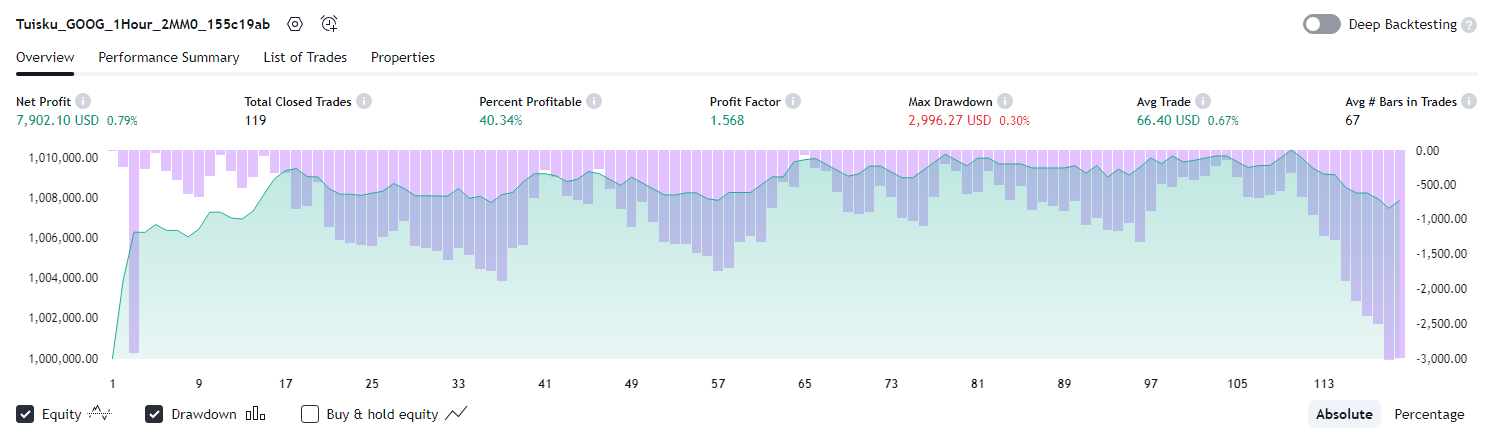 Tuisku_GOOG_1Hour_2MM0_155c19ab
Deep Backtesting ?
Overview Performance Summary List of Trades Properties
Net Profit i Total Closed Trades i Percent Profitable i Profit Factor i Max Drawdown i Avg Trade i Avg # Bars in Trades i
7,902.10 USD 0.79% 119 40.34% 1.568 2,996.27 USD 0.30% 66.40 USD 0.67% 67
1,010,000.00 0.00
1,008,000.00 -500.00
1,006,000.00 -1,000.00
1,004,000.00 -1,500.00
1,002,000.00 -2,000.00
1,000,000.00 -2,500.00
-3,000.00
1 9 17 25 33 41 49 57 65 73 81 89 97 105 113
Equity Drawdown Buy & hold equity Absolute Percentage